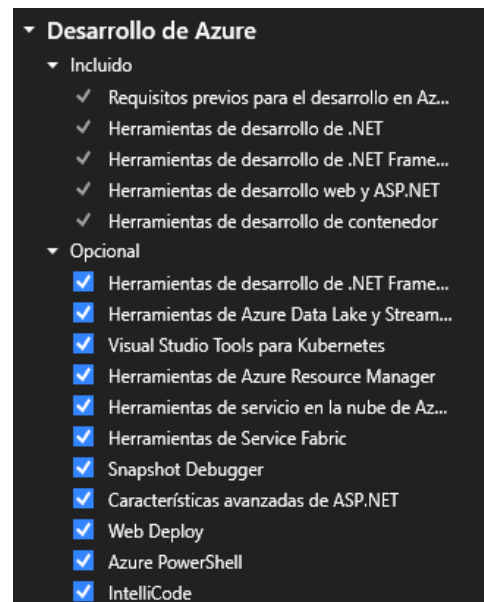 Desarrollo de Azure
Incluido
Requisitos previos para el desarrollo en Az...
Herramientas de desarrollo de .NET
Herramientas de desarrollo de .NET Frame...
Herramientas de desarrollo web y ASP.NET
Herramientas de desarrollo de contenedor
Opcional
Herramientas de desarrollo de .NET Frame...
Herramientas de Azure Data Lake y Stream...
Visual Studio Tools para Kubernetes
Herramientas de Azure Resource Manager
Herramientas de servicio en la nube de Az...
Herramientas de Service Fabric
Snapshot Debugger
Características avanzadas de ASP.NET
Web Deploy
Azure PowerShell
IntelliCode